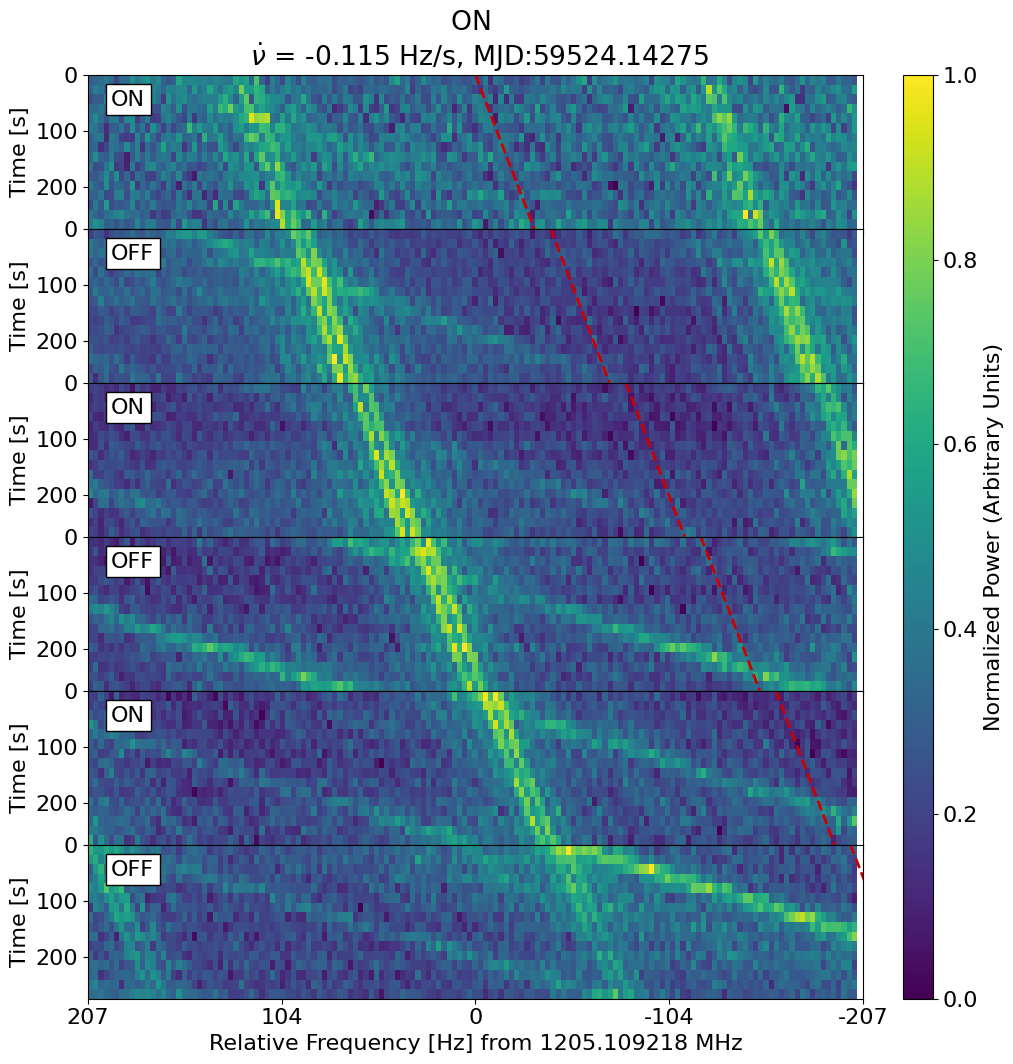 ON
ν̇ = -0.115 Hz/s, MJD:59524.14275
0
ON
100
200
Time [s]
0
OFF
100
200
Time [s]
0
ON
100
200
Time [s]
0
OFF
100
200
Time [s]
0
ON
100
200
Time [s]
0
OFF
100
200
Time [s]
207 104 0 -104 -207
Relative Frequency [Hz] from 1205.109218 MHz
1.0
0.8
0.6
0.4
0.2
0.0
Normalized Power (Arbitrary Units)